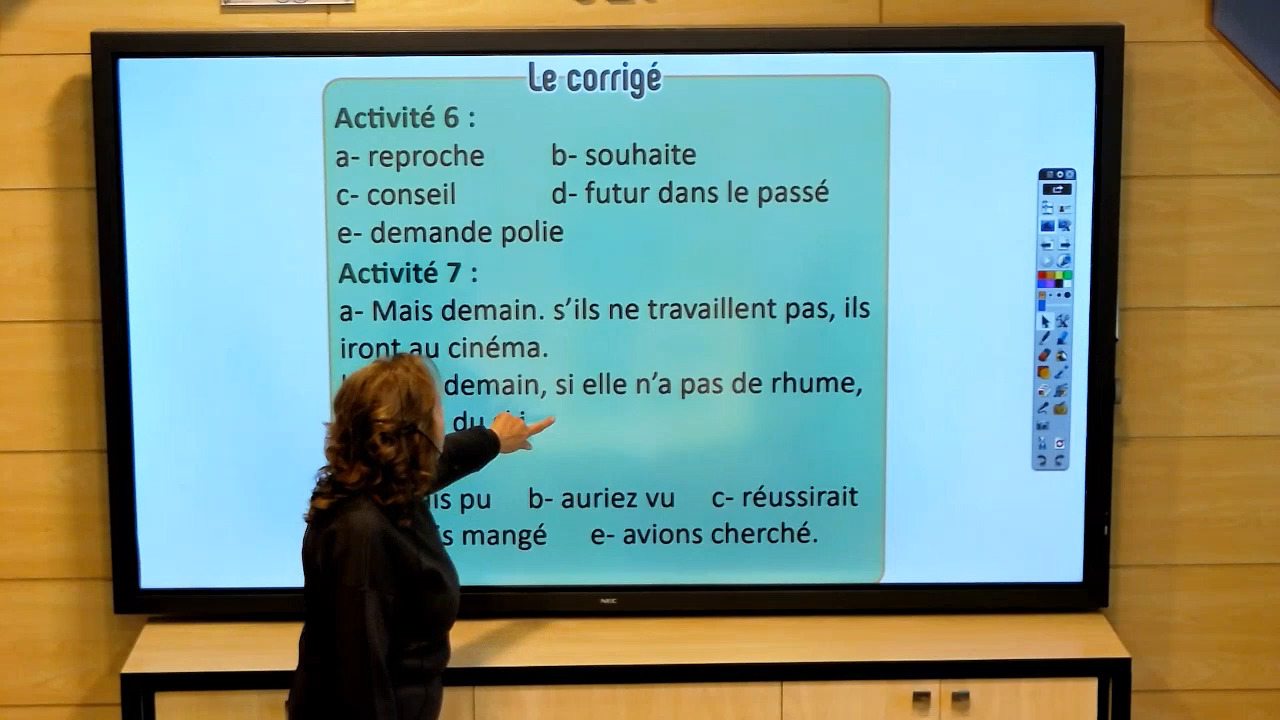 Le corrigé
Activité 6 :
a- reproche b- souhaite
c- conseil d- futur dans le passé
e- demande polie
Activité 7 :
a- Mais demain. s'ils ne travaillent pas, ils
iront au cinéma.
demain, si elle n'a pas de rhume,
du
pu b- auriez vu c- réussirait
mangé e- avions cherché.
NEC